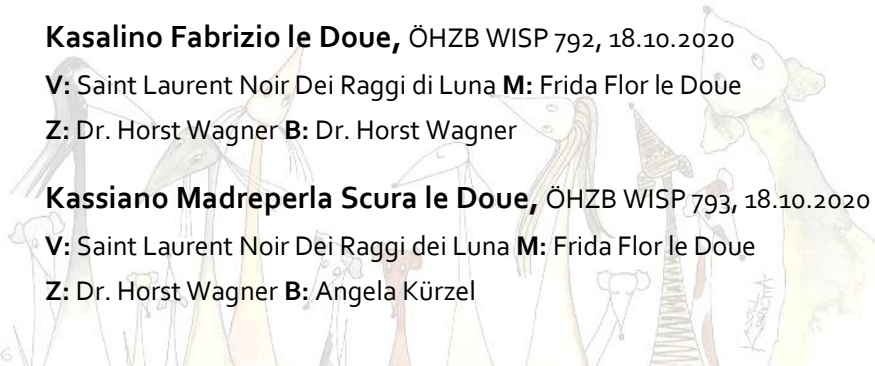 Kasalino Fabrizio le Doue, ÖHZB WISP 792, 18.10.2020
V: Saint Laurent Noir Dei Raggi di Luna M: Frida Flor le Doue
Z: Dr. Horst Wagner B: Dr. Horst Wagner
Kassiano Madreperla Scura le Doue, ÖHZB WISP 793, 18.10.2020
V: Saint Laurent Noir Dei Raggi dei Luna M: Frida Flor le Doue
Z: Dr. Horst Wagner B: Angela Kürzel